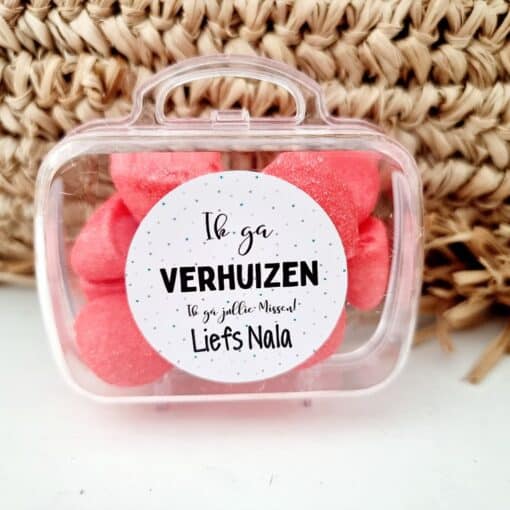 Ik ga
VERHUIZEN
Ik ga jullie Missen!
Liefs Nala